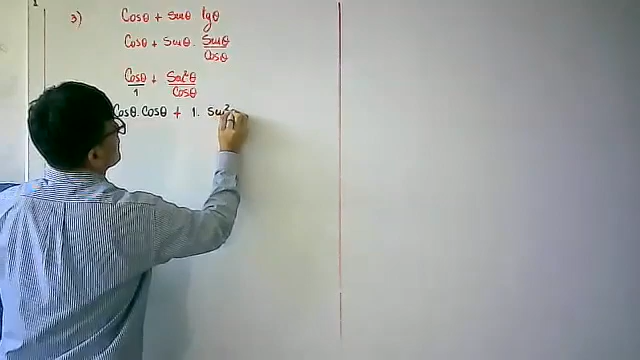 3) Cosθ + Senθ tgθ
Cosθ + Senθ · Senθ/Cosθ
Cosθ/1 + Sen²θ/Cosθ
Cosθ·Cosθ + 1· Sen²